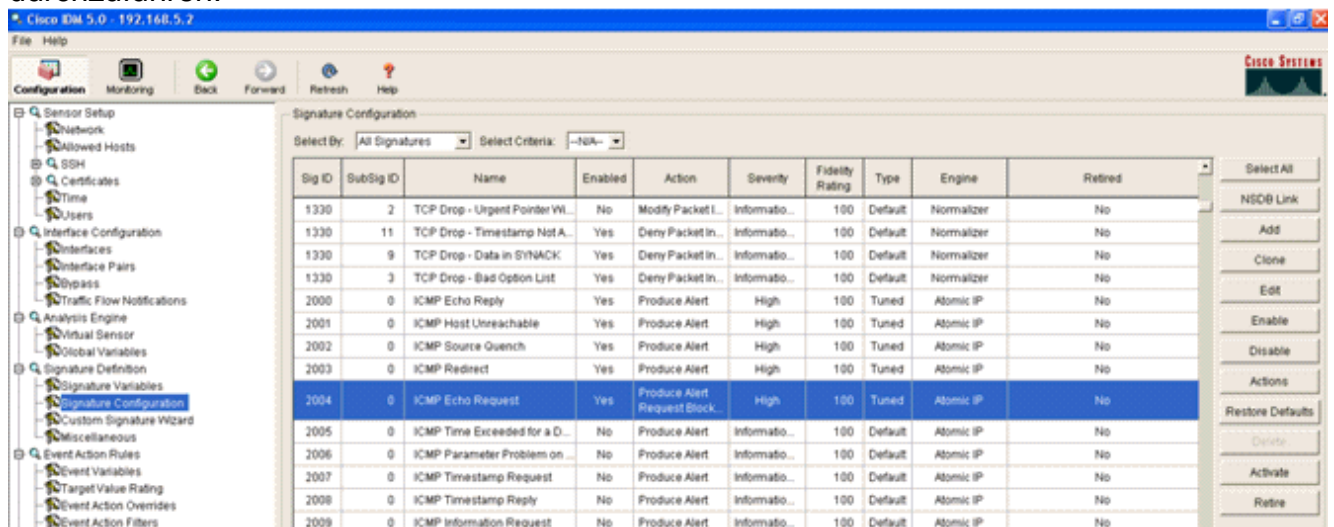 Cisco IDM 5.0 - 192.168.5.2
File Help
Configuration Monitoring Back Forward Refresh Help
CISCO SYSTEMS
Sensor Setup
Network
Allowed Hosts
SSH
Certificates
Time
Users
Interface Configuration
Interfaces
Interface Pairs
Bypass
Traffic Flow Notifications
Analysis Engine
Virtual Sensor
Global Variables
Signature Definition
Signature Variables
Signature Configuration
Custom Signature Wizard
Miscellaneous
Event Action Rules
Event Variables
Target Value Rating
Event Action Overrides
Event Action Filters
Signature Configuration
Select By: All Signatures Select Criteria: --N/A--
Sig ID SubSig ID Name Enabled Action Severity Fidelity Rating Type Engine Retired
1330 2 TCP Drop - Urgent Pointer Wi... No Modify Packet I... Informatio... 100 Default Normalizer No
1330 11 TCP Drop - Timestamp Not A... Yes Deny Packet In... Informatio... 100 Default Normalizer No
1330 9 TCP Drop - Data in SYNACK Yes Deny Packet In... Informatio... 100 Default Normalizer No
1330 3 TCP Drop - Bad Option List Yes Deny Packet In... Informatio... 100 Default Normalizer No
2000 0 ICMP Echo Reply Yes Produce Alert High 100 Tuned Atomic IP No
2001 0 ICMP Host Unreachable Yes Produce Alert High 100 Tuned Atomic IP No
2002 0 ICMP Source Quench Yes Produce Alert High 100 Tuned Atomic IP No
2003 0 ICMP Redirect Yes Produce Alert High 100 Tuned Atomic IP No
2004 0 ICMP Echo Request Yes Produce Alert Request Block... High 100 Tuned Atomic IP No
2005 0 ICMP Time Exceeded for a D... No Produce Alert Informatio... 100 Default Atomic IP No
2006 0 ICMP Parameter Problem on ... No Produce Alert Informatio... 100 Default Atomic IP No
2007 0 ICMP Timestamp Request No Produce Alert Informatio... 100 Default Atomic IP No
2008 0 ICMP Timestamp Reply No Produce Alert Informatio... 100 Default Atomic IP No
2009 0 ICMP Information Request No Produce Alert Informatio... 100 Default Atomic IP No
Select All
NSDB Link
Add
Clone
Edit
Enable
Disable
Actions
Restore Defaults
Delete
Activate
Retire